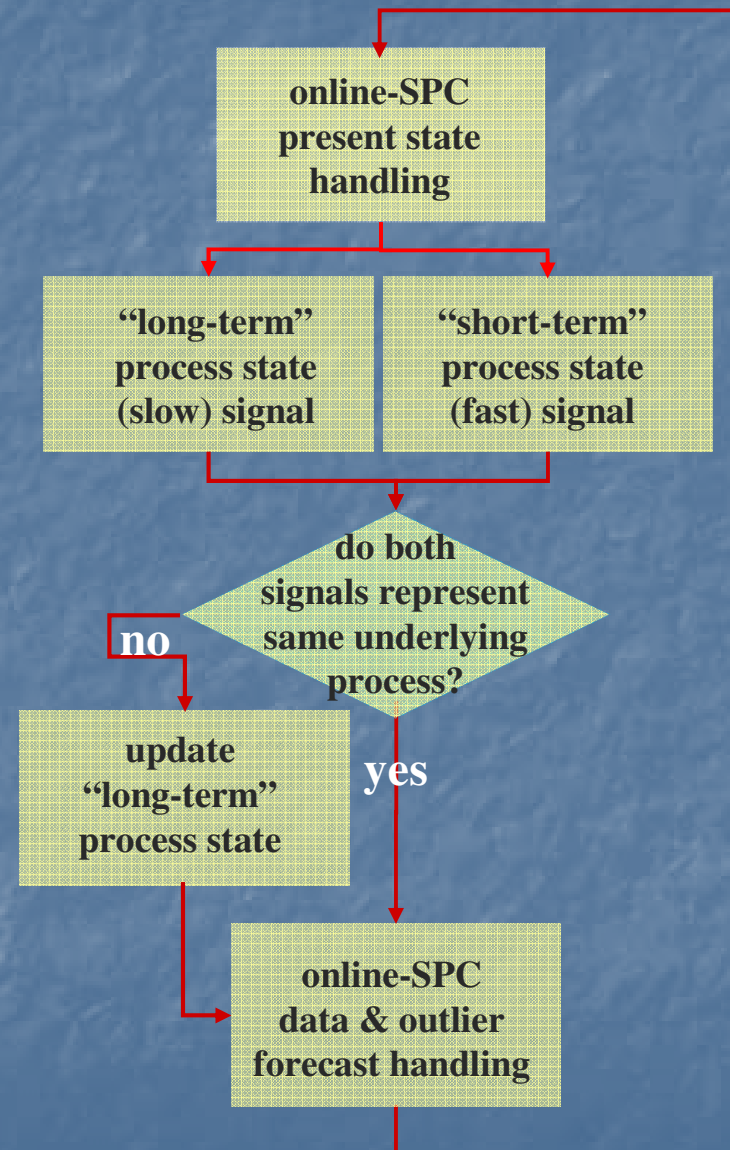 online-SPC
present state
handling
“long-term”
process state
(slow) signal
“short-term”
process state
(fast) signal
do both
signals represent
same underlying
process?
no
update
“long-term”
process state
yes
online-SPC
data & outlier
forecast handling